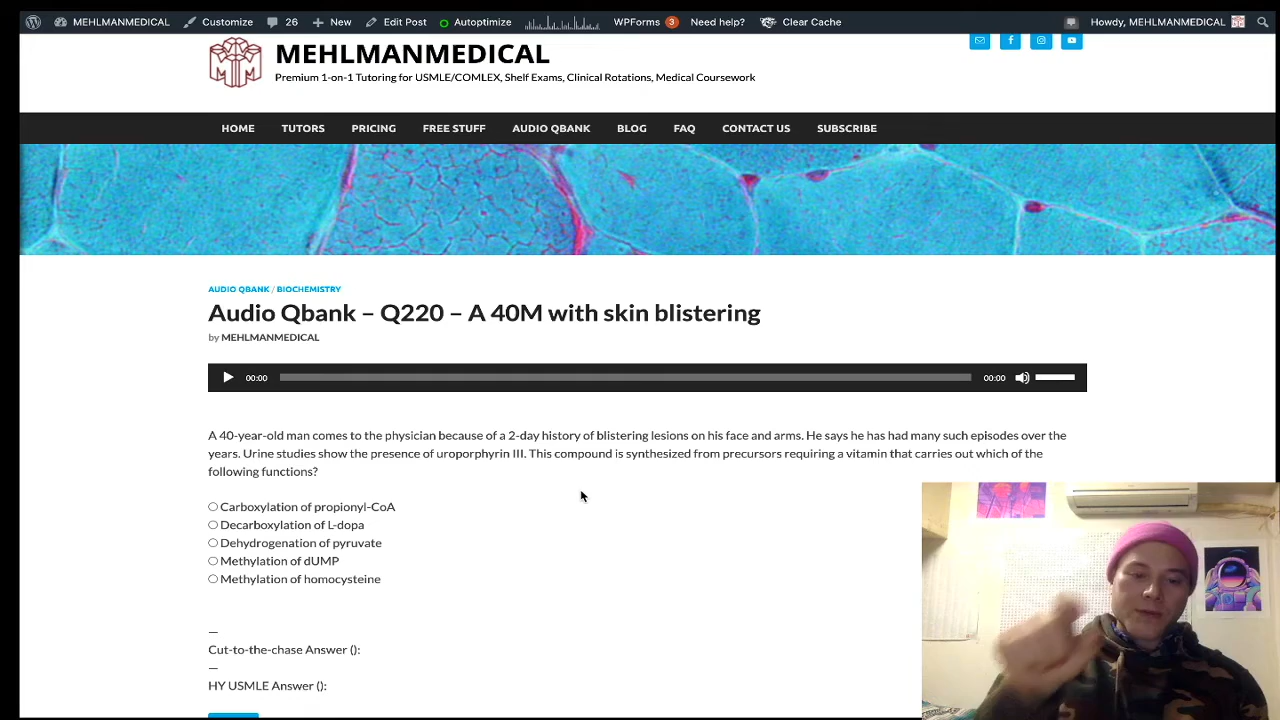 MEHLMANMEDICAL Customize 26 New Edit Post Autoptimize WPForms 3 Need help? Clear Cache Howdy, MEHLMANMEDICAL
MEHLMANMEDICAL
Premium 1-on-1 Tutoring for USMLE/COMLEX, Shelf Exams, Clinical Rotations, Medical Coursework
HOME TUTORS PRICING FREE STUFF AUDIO QBANK BLOG FAQ CONTACT US SUBSCRIBE
AUDIO QBANK / BIOCHEMISTRY
Audio Qbank – Q220 – A 40M with skin blistering
by MEHLMANMEDICAL
00:00 00:00
A 40-year-old man comes to the physician because of a 2-day history of blistering lesions on his face and arms. He says he has had many such episodes over the
years. Urine studies show the presence of uroporphyrin III. This compound is synthesized from precursors requiring a vitamin that carries out which of the
following functions?
Carboxylation of propionyl-CoA
Decarboxylation of L-dopa
Dehydrogenation of pyruvate
Methylation of dUMP
Methylation of homocysteine
—
Cut-to-the-chase Answer ():
—
HY USMLE Answer ():